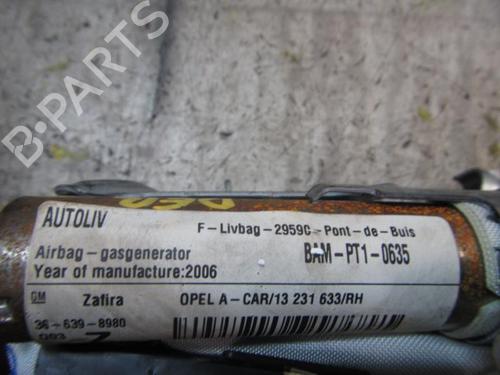 B-PARTS
AUTOLIV
F-Livbag-2959C-Pont-de-Buis
Airbag-gasgenerator
BAM-PT1-0635
Year of manufacture:2006
GM Zafira OPEL A-CAR/13 231 633/RH
36-639-8980